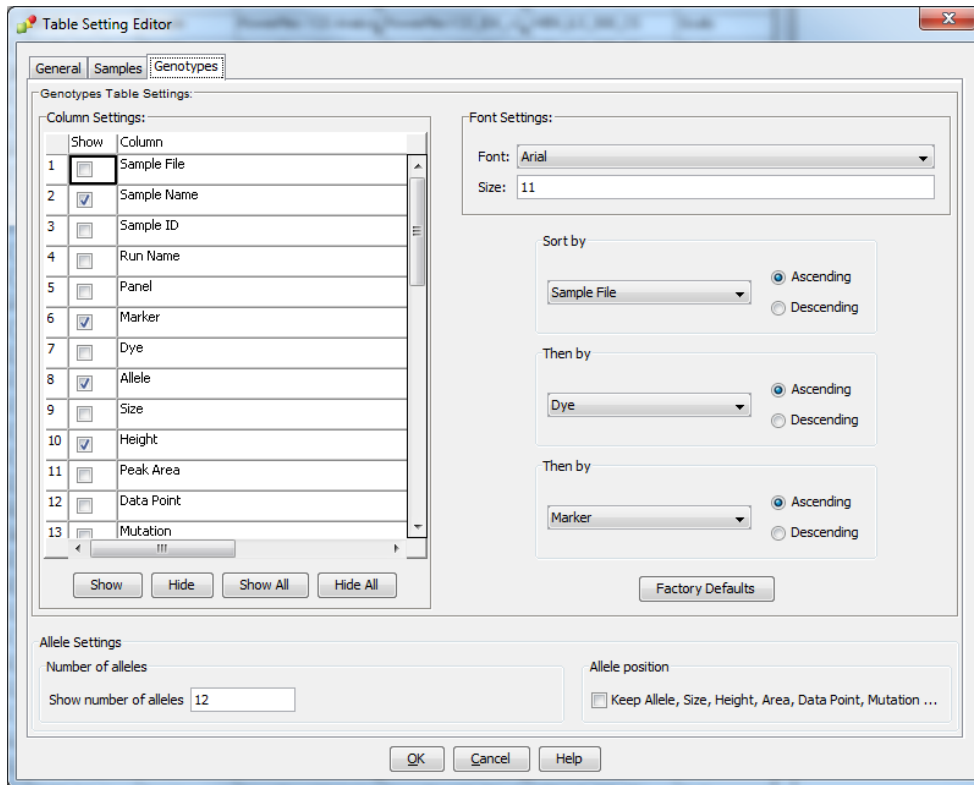 Table Setting Editor
General Samples Genotypes
Genotypes Table Settings:
Column Settings:
Show Column
1 Sample File
2 Sample Name
3 Sample ID
4 Run Name
5 Panel
6 Marker
7 Dye
8 Allele
9 Size
10 Height
11 Peak Area
12 Data Point
13 Mutation
Show Hide Show All Hide All
Font Settings:
Font: Arial
Size: 11
Sort by
Sample File
Ascending
Descending
Then by
Dye
Ascending
Descending
Then by
Marker
Ascending
Descending
Factory Defaults
Allele Settings
Number of alleles
Show number of alleles 12
Allele position
Keep Allele, Size, Height, Area, Data Point, Mutation ...
OK Cancel Help